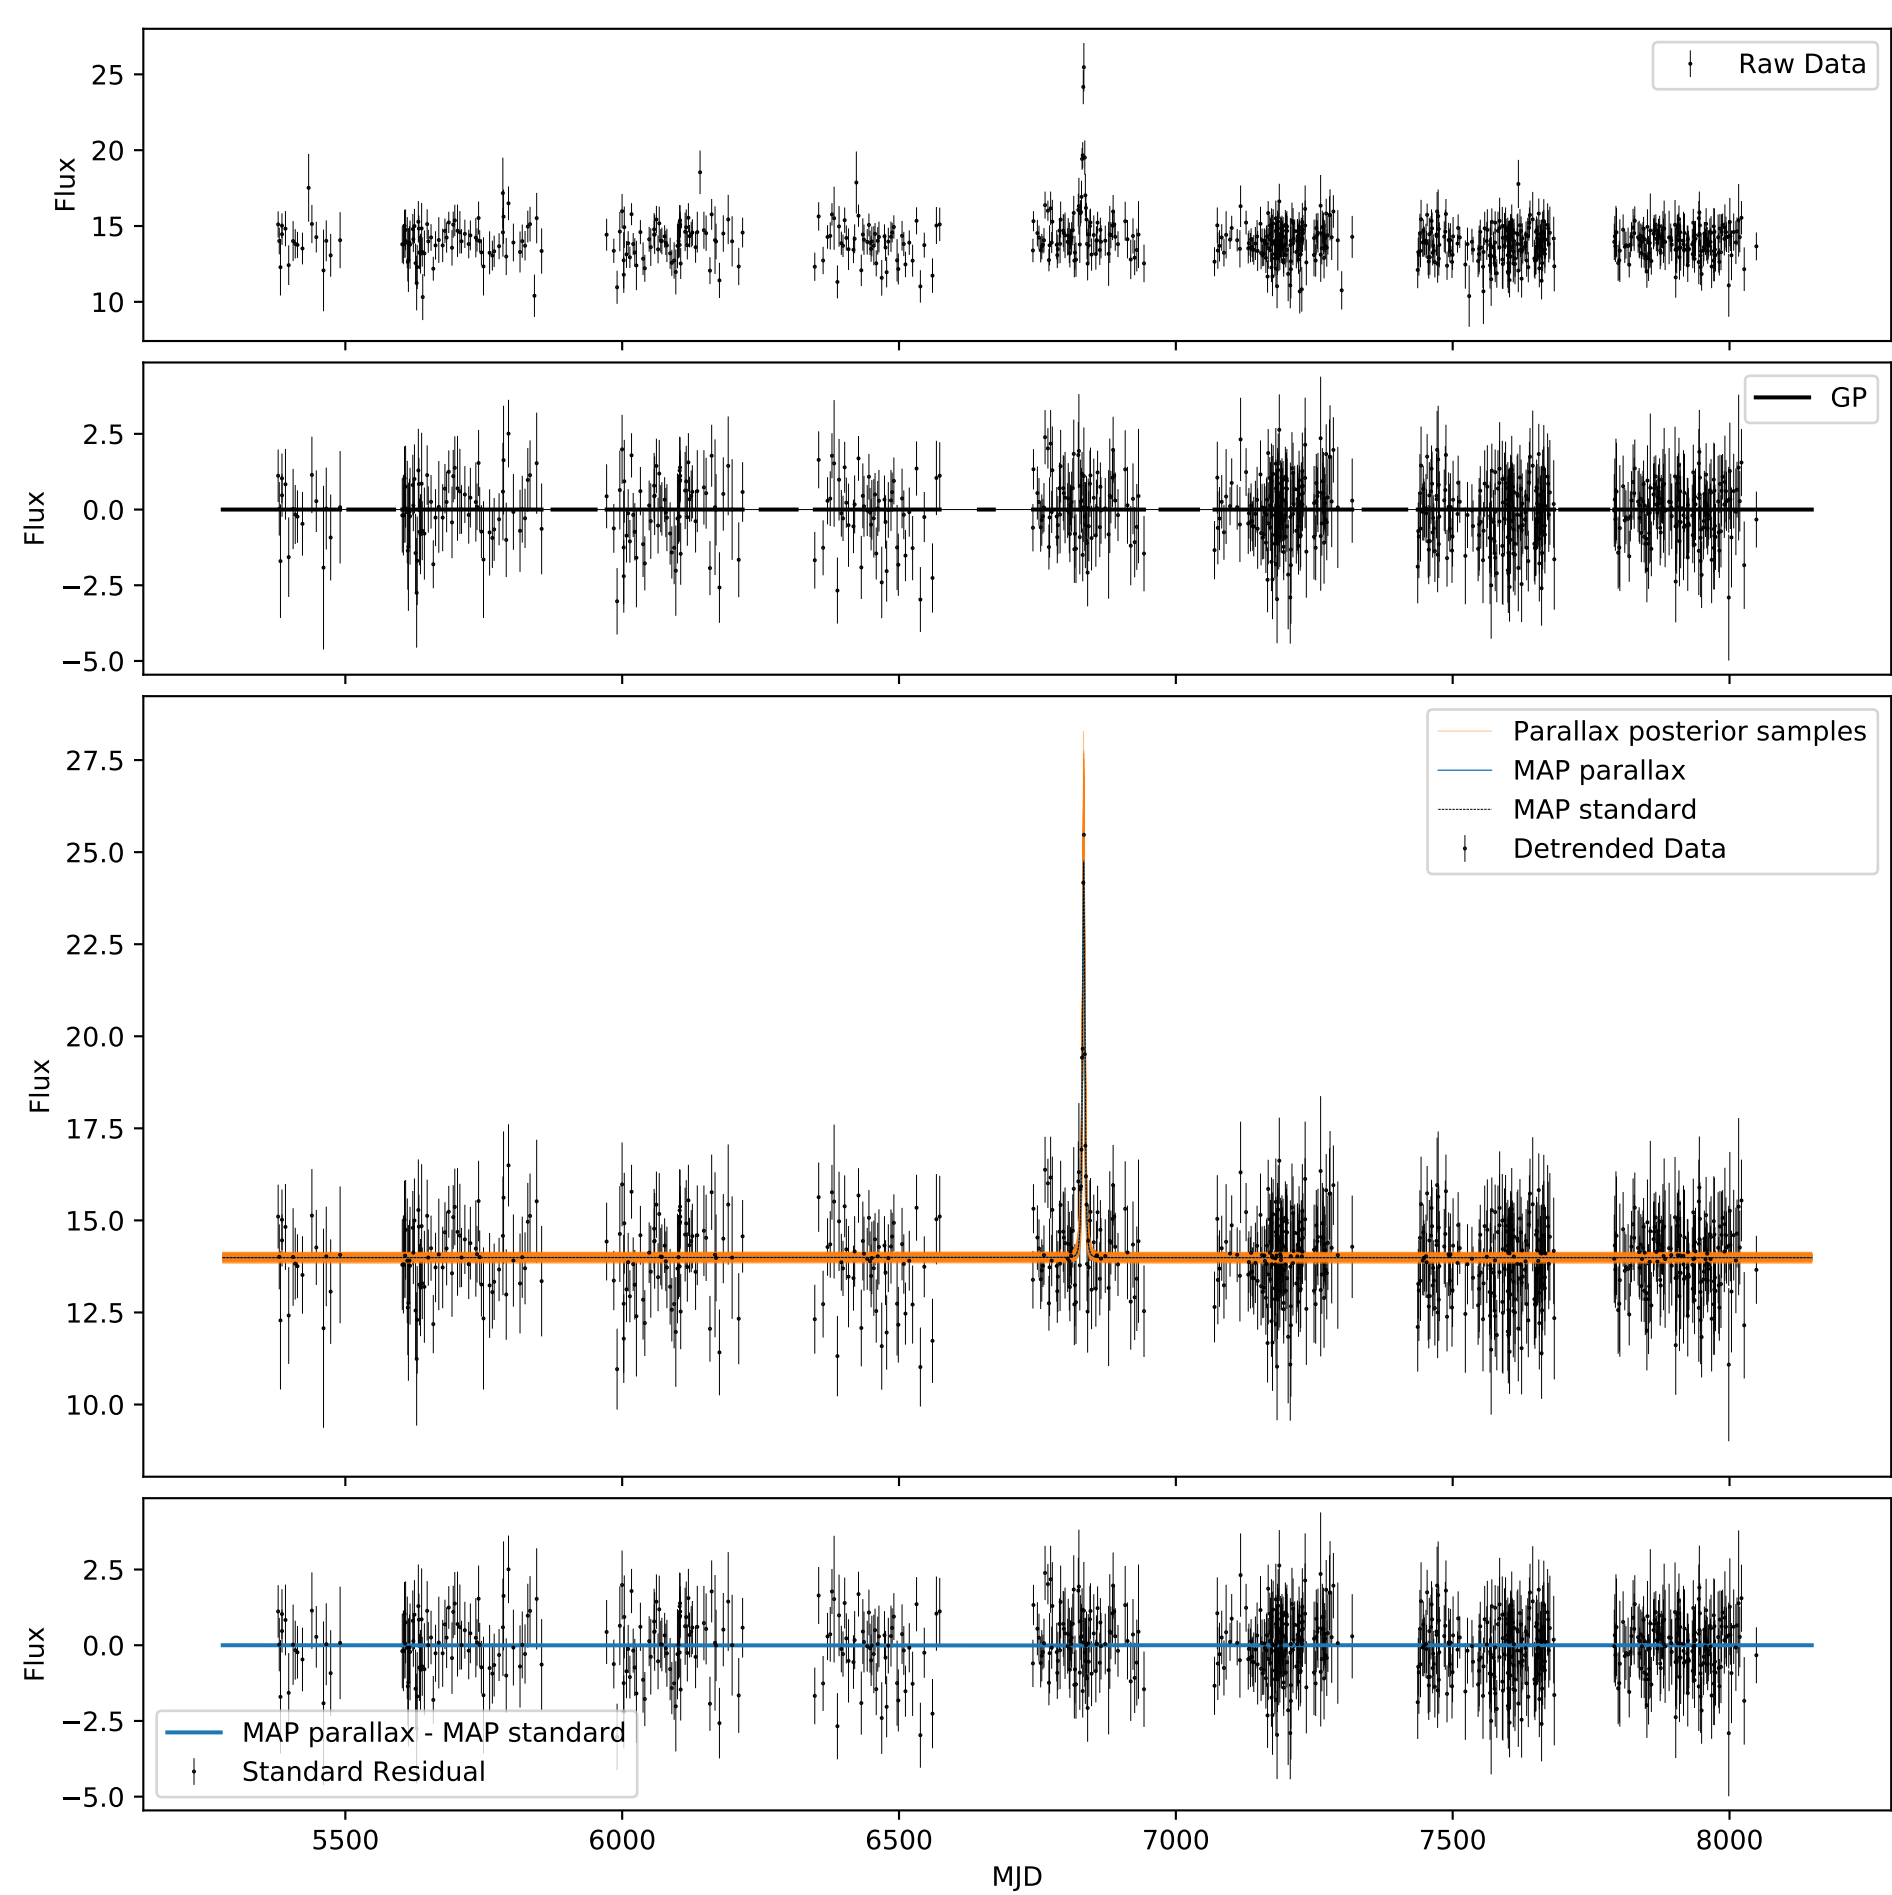 25
20
15
10
Flux
Raw Data
2.5
0.0
−2.5
−5.0
Flux
GP
27.5
25.0
22.5
20.0
17.5
15.0
12.5
10.0
Flux
Parallax posterior samples
MAP parallax
MAP standard
Detrended Data
2.5
0.0
−2.5
−5.0
Flux
MAP parallax - MAP standard
Standard Residual
5500 6000 6500 7000 7500 8000
MJD